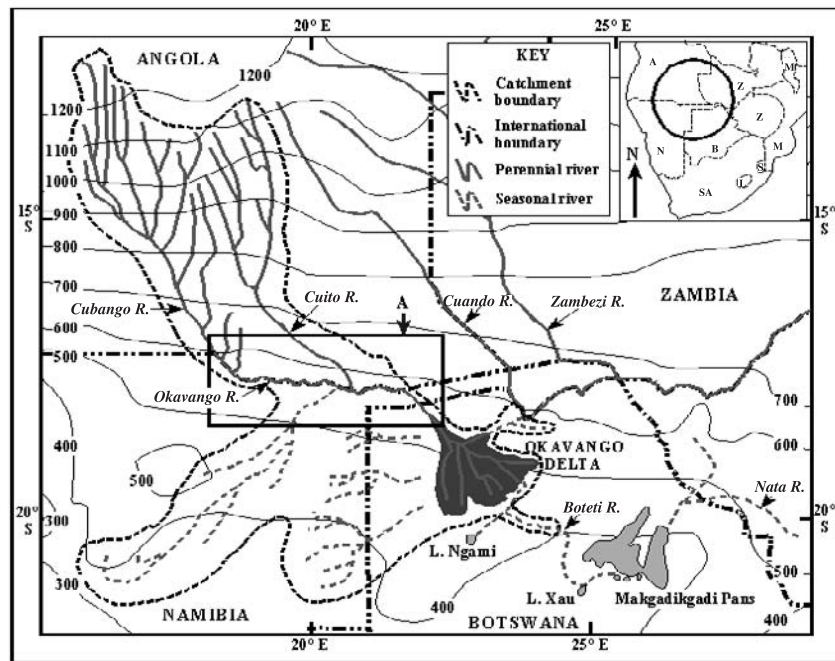 20° E
25° E
ANGOLA
1200
KEY
Catchment
boundary
International
boundary
Perennial river
Seasonal river
A
Z
M
Z
N
B
M
S
L
SA
N
1200
1100
1000
900
800
700
600
500
15°
S
15°
S
Cubango R.
Cuito R.
A
Cuando R.
Zambezi R.
ZAMBIA
Okavango R.
700
600
400
500
OKAVANGO
DELTA
Nata R.
300
20°
S
Boteti R.
20°
S
L. Ngami
300
500
400
L. Xau
Makgadikgadi Pans
NAMIBIA
BOTSWANA
400
20° E
25° E